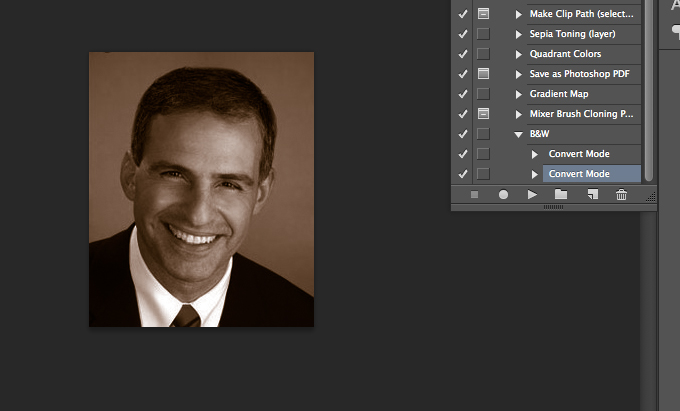 Make Clip Path (select...
Sepia Toning (layer)
Quadrant Colors
Save as Photoshop PDF
Gradient Map
Mixer Brush Cloning P...
B&W
Convert Mode
Convert Mode